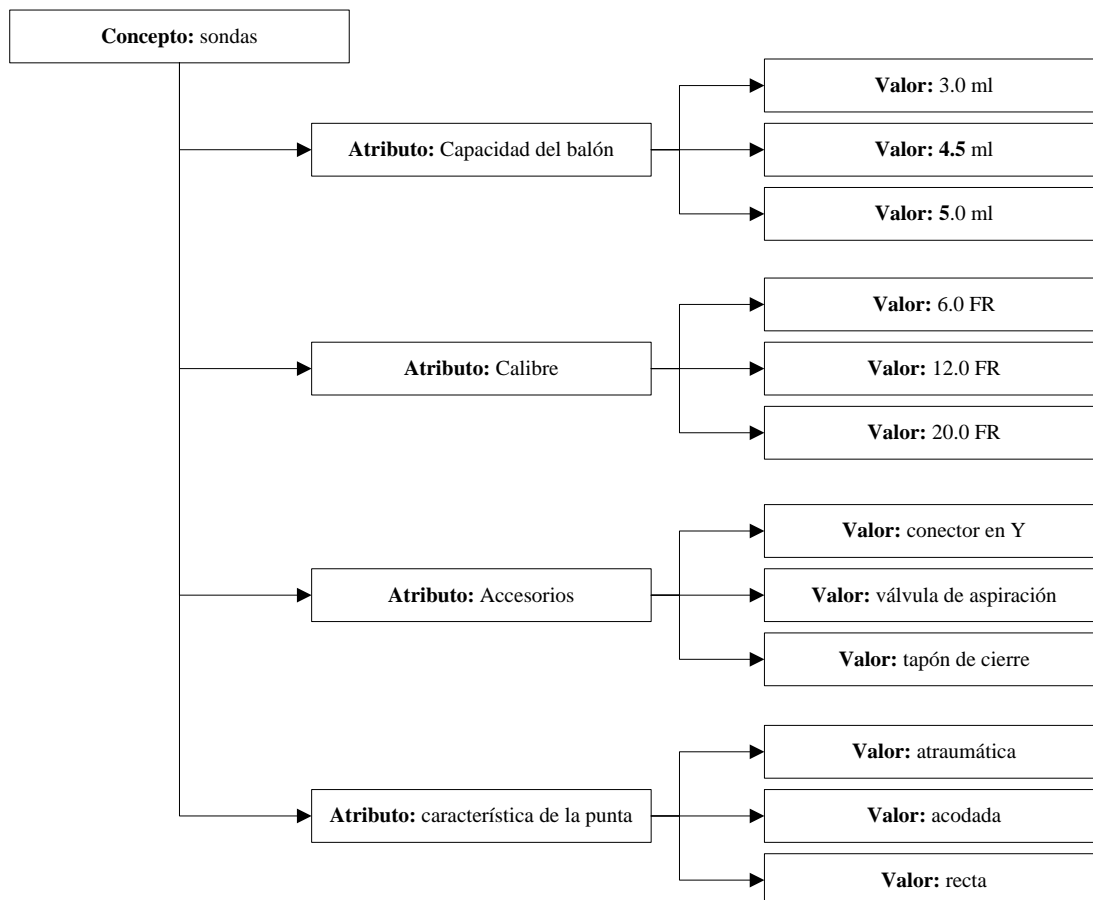 Concepto: sondas
Atributo: Capacidad del balón
Valor: 3.0 ml
Valor: 4.5 ml
Valor: 5.0 ml
Atributo: Calibre
Valor: 6.0 FR
Valor: 12.0 FR
Valor: 20.0 FR
Atributo: Accesorios
Valor: conector en Y
Valor: válvula de aspiración
Valor: tapón de cierre
Atributo: característica de la punta
Valor: atraumática
Valor: acodada
Valor: recta